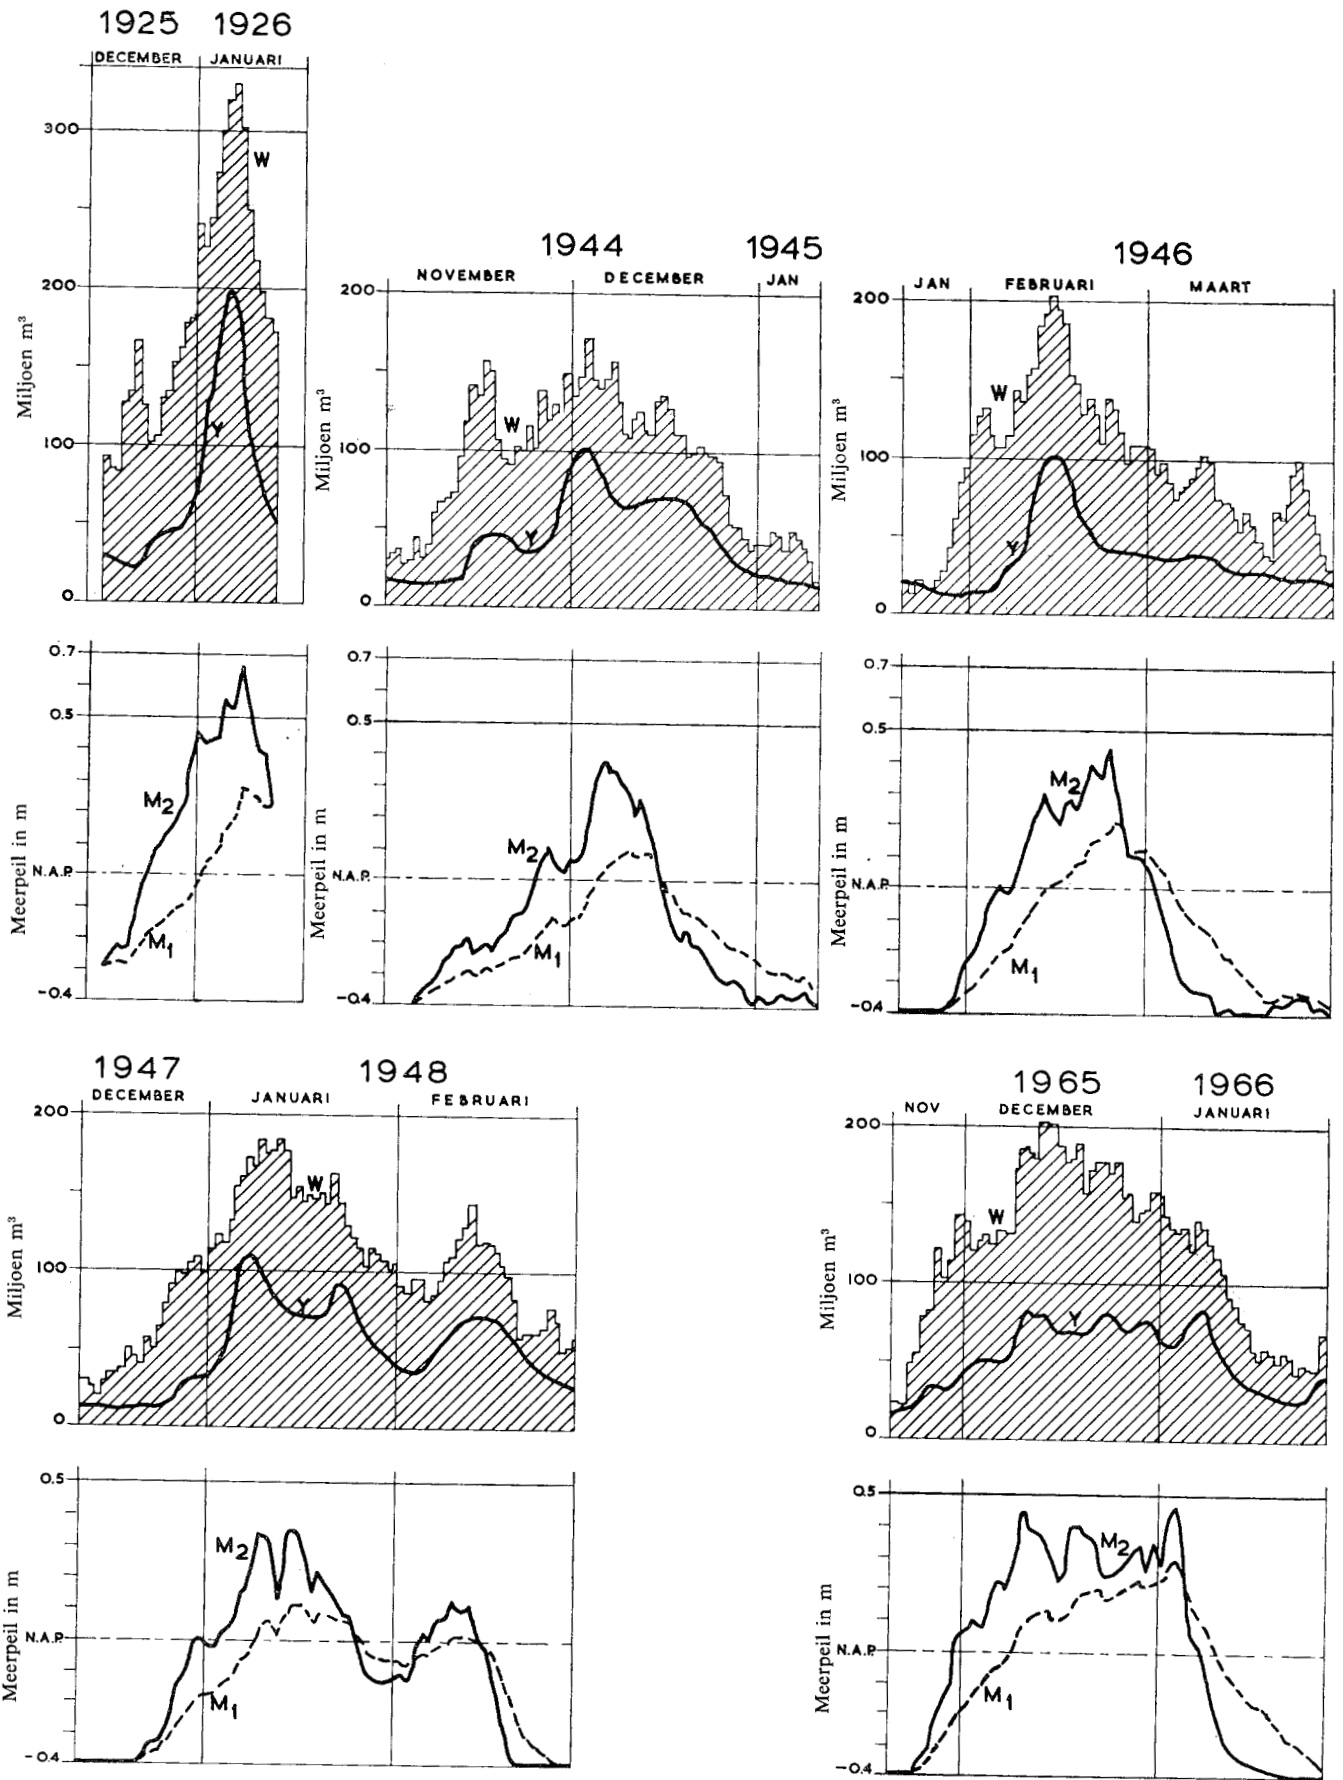 1925 1926
DECEMBER JANUARI
300
200
100
0
Miljoen m³
W
Y
0.7
0.5
N.A.P.
-0.4
Meerpeil in m
M2
M1
1944 1945
NOVEMBER DECEMBER JAN
200
100
0
Miljoen m³
W
Y
0.7
0.5
N.A.P.
-0.4
Meerpeil in m
M2
M1
1946
JAN FEBRUARI MAART
200
100
0
Miljoen m³
W
Y
0.7
0.5
N.A.P.
-0.4
Meerpeil in m
M2
M1
1947 1948
DECEMBER JANUARI FEBRUARI
200
100
0
Miljoen m³
W
Y
0.5
N.A.P.
-0.4
Meerpeil in m
M2
M1
1965 1966
NOV DECEMBER JANUARI
200
100
0
Miljoen m³
W
Y
0.5
N.A.P.
-0.4
Meerpeil in m
M2
M1